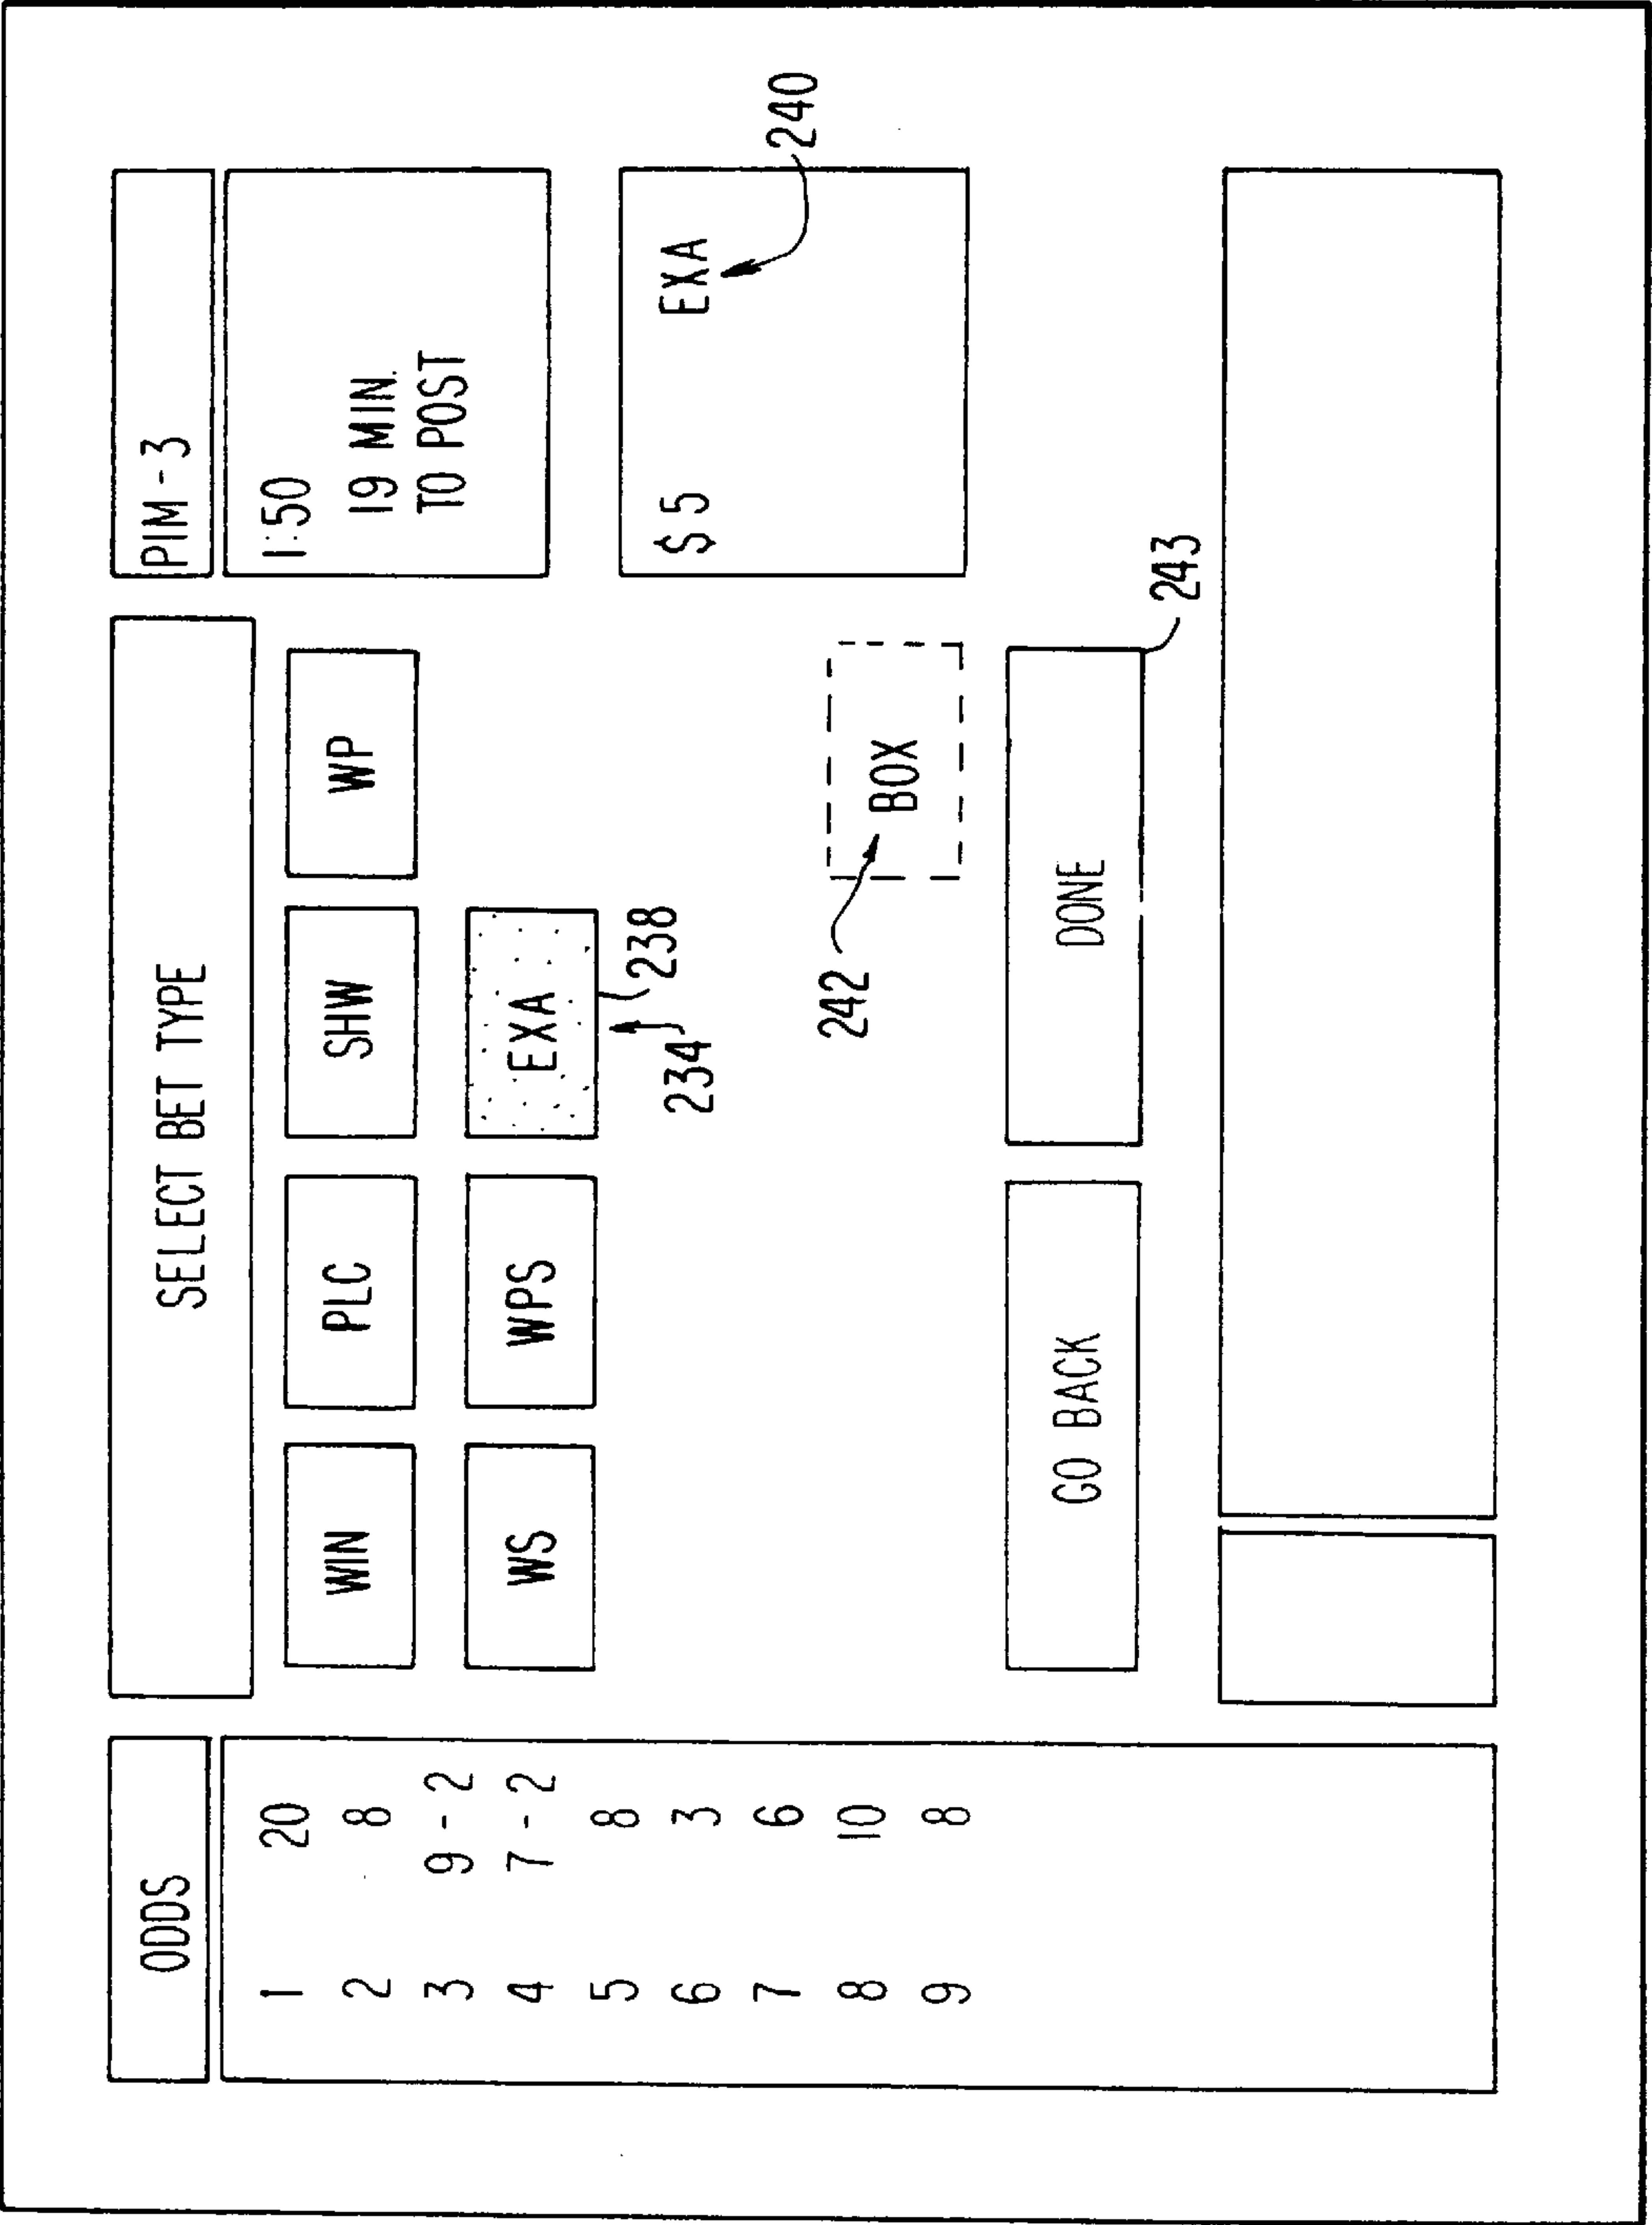 ODDS
1 20
2 8
3 9-2
4 7-2
5 8
6 3
7 6
8 10
9 8
SELECT BET TYPE
WIN PLC SHW WP
WS WPS EXA
234 238
242 BOX
GO BACK DONE
243
PIM-3
1:50
19 MIN.
TO POST
$5 EXA
240